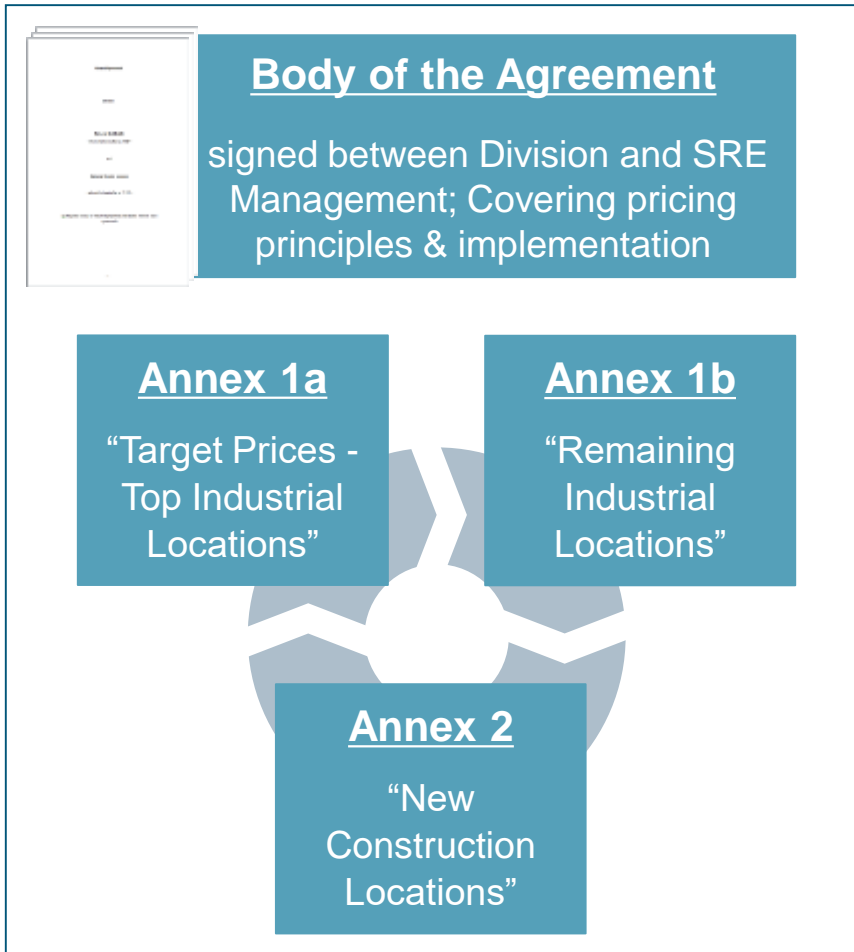 Body of the Agreement
signed between Division and SRE
Management; Covering pricing
principles & implementation
Annex 1a
“Target Prices -
Top Industrial
Locations”
Annex 1b
“Remaining
Industrial
Locations”
Annex 2
“New
Construction
Locations”